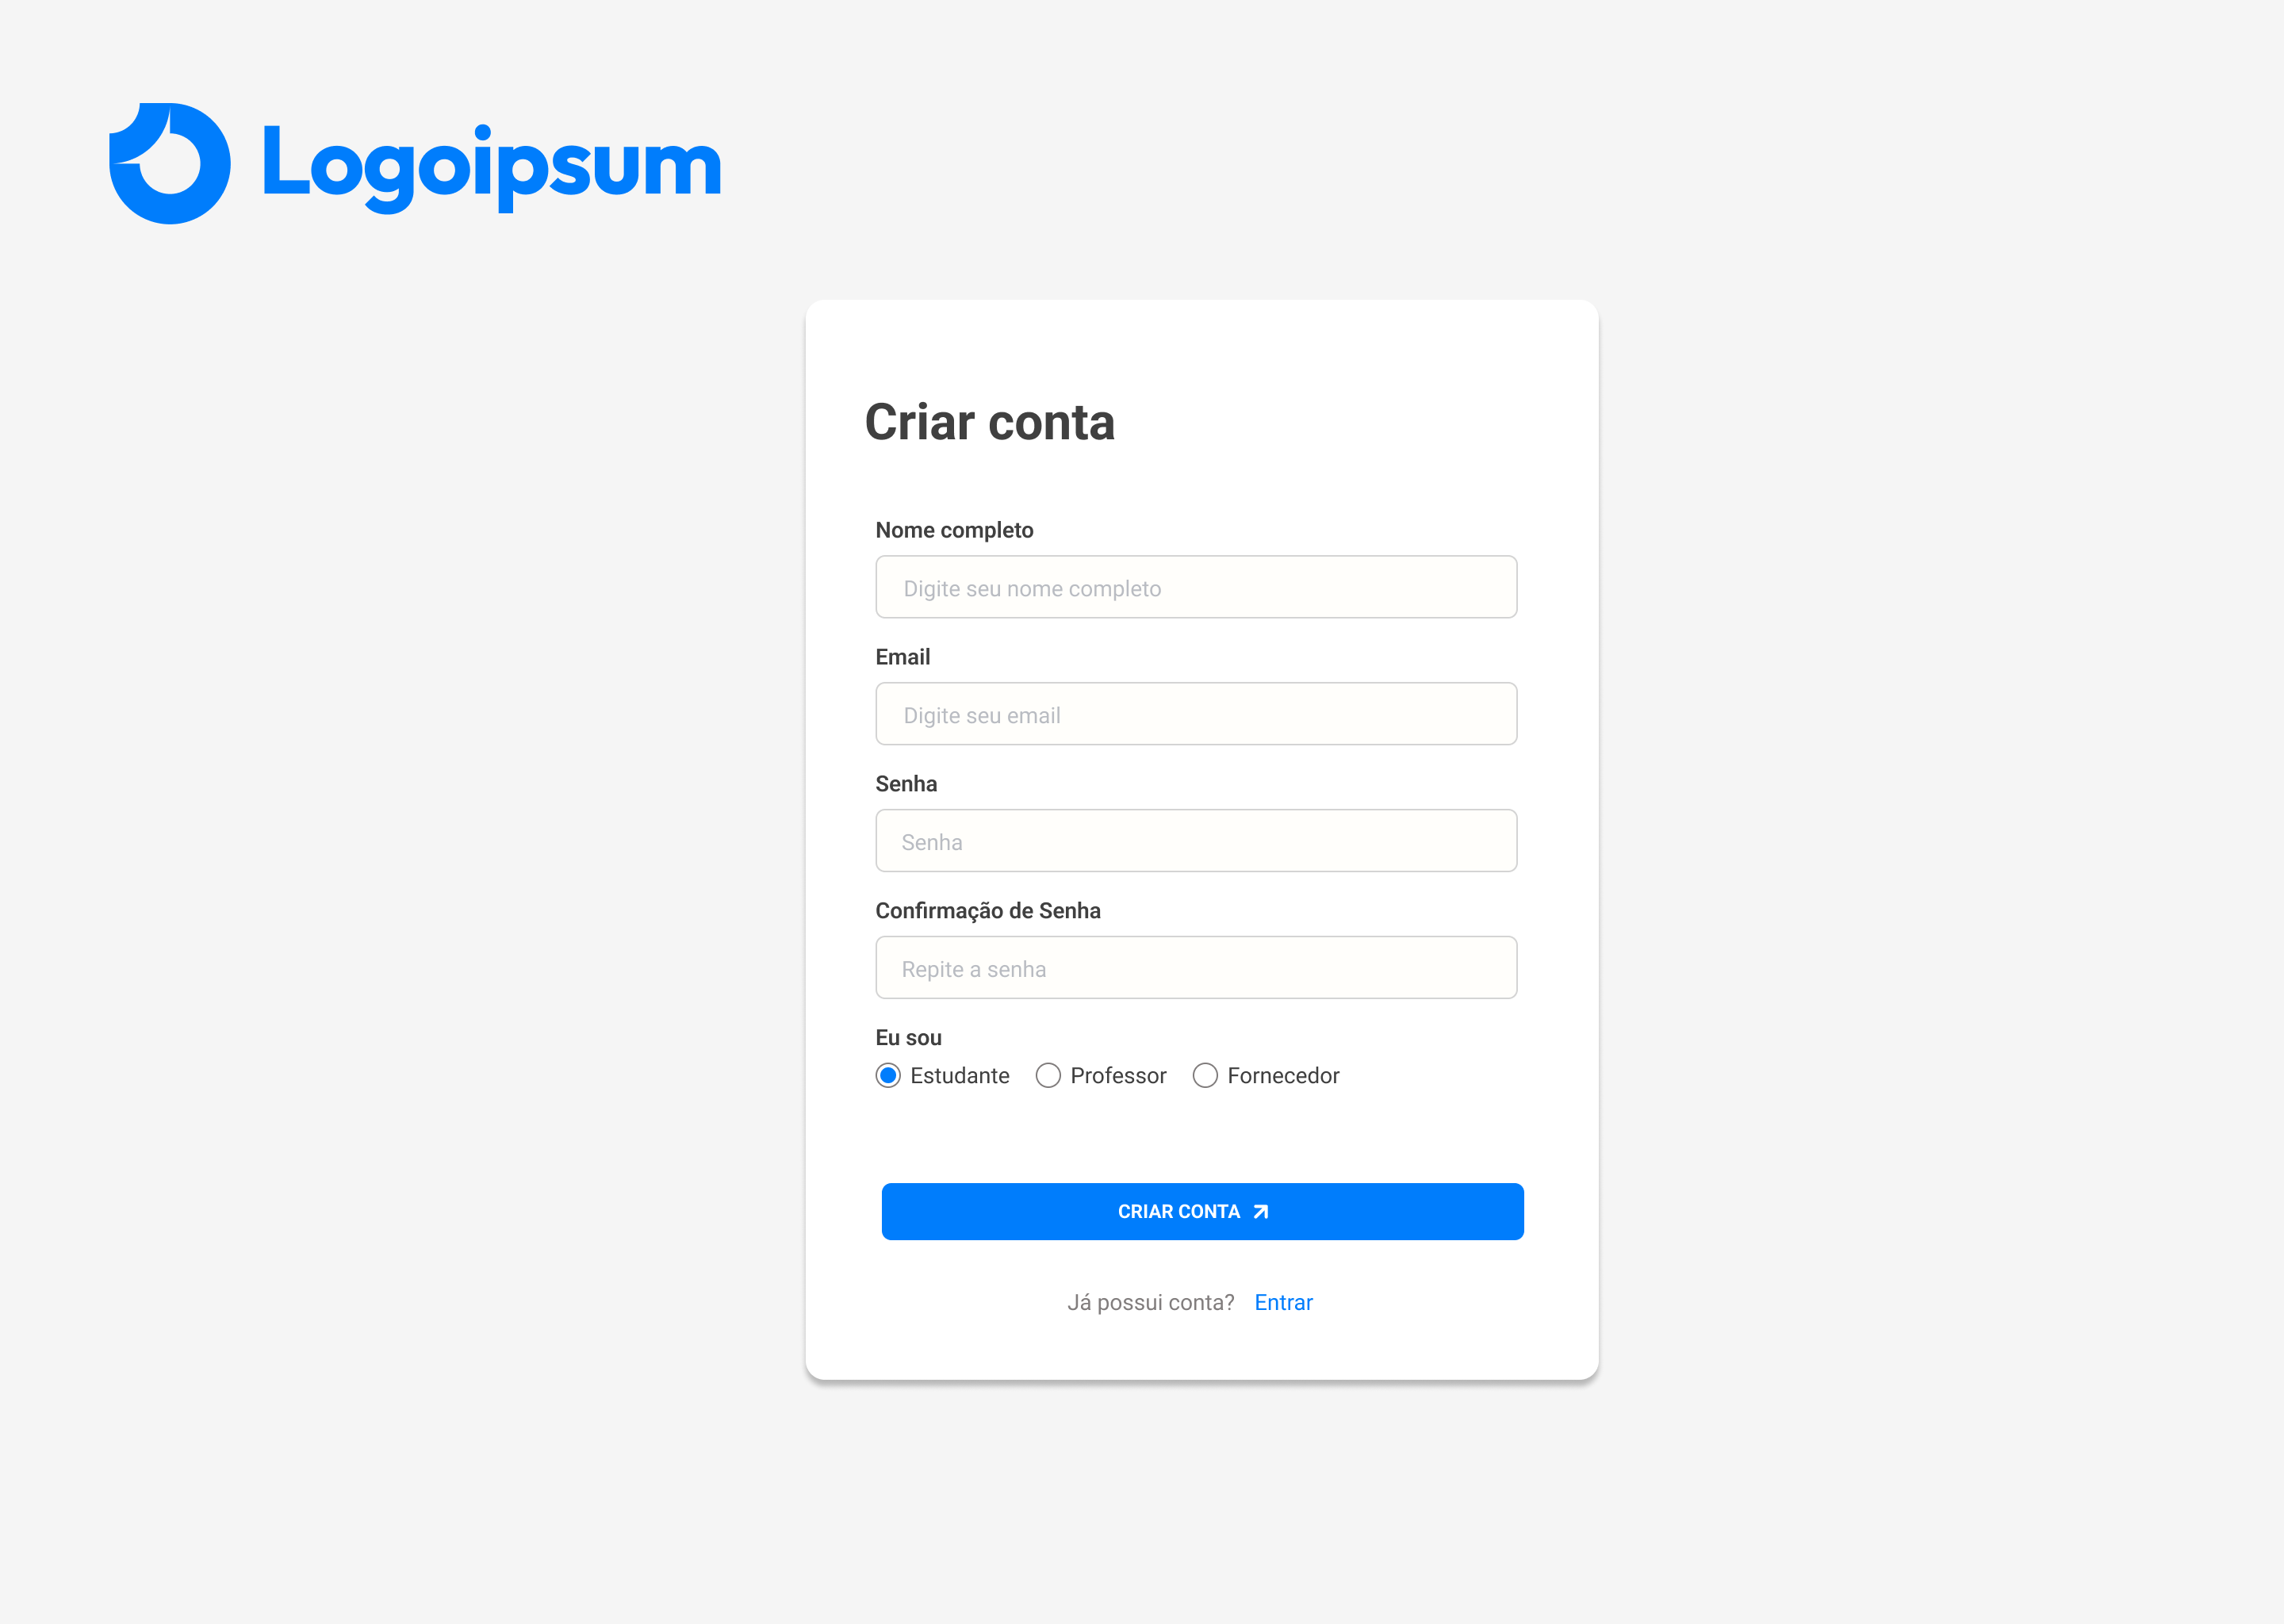 Logoipsum
Criar conta
Nome completo
Digite seu nome completo
Email
Digite seu email
Senha
Senha
Confirmação de Senha
Repite a senha
Eu sou
Estudante Professor Fornecedor
CRIAR CONTA
Já possui conta? Entrar